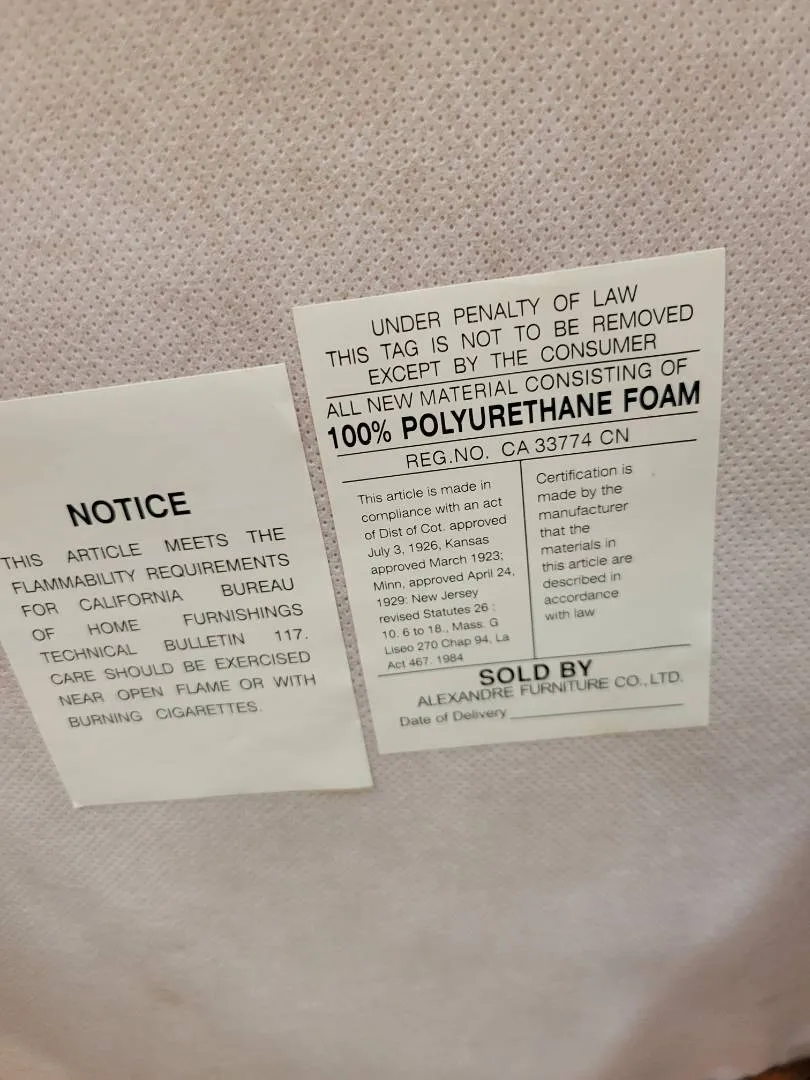 NOTICE
THIS ARTICLE MEETS THE
FLAMMABILITY REQUIREMENTS
FOR CALIFORNIA BUREAU
OF HOME FURNISHINGS
TECHNICAL BULLETIN 117.
CARE SHOULD BE EXERCISED
NEAR OPEN FLAME OR WITH
BURNING CIGARETTES.
UNDER PENALTY OF LAW
THIS TAG IS NOT TO BE REMOVED
EXCEPT BY THE CONSUMER
ALL NEW MATERIAL CONSISTING OF
100% POLYURETHANE FOAM
REG.NO. CA 33774 CN
This article is made in
compliance with an act
of Dist of Cot. approved
July 3, 1926, Kansas
approved March 1923;
Minn, approved April 24,
1929: New Jersey
revised Statutes 26 :
10. 6 to 18., Mass. G
Liseo 270 Chap 94, La
Act 467. 1984
Certification is
made by the
manufacturer
that the
materials in
this article are
described in
accordance
with law
SOLD BY
ALEXANDRE FURNITURE CO., LTD.
Date of Delivery